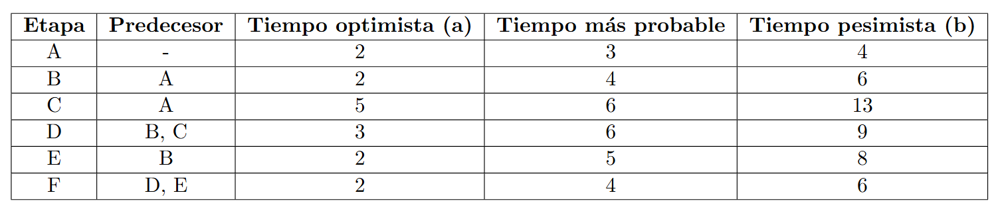 Etapa Predecesor Tiempo optimista (a) Tiempo más probable Tiempo pesimista (b)
A - 2 3 4
B A 2 4 6
C A 5 6 13
D B, C 3 6 9
E B 2 5 8
F D, E 2 4 6